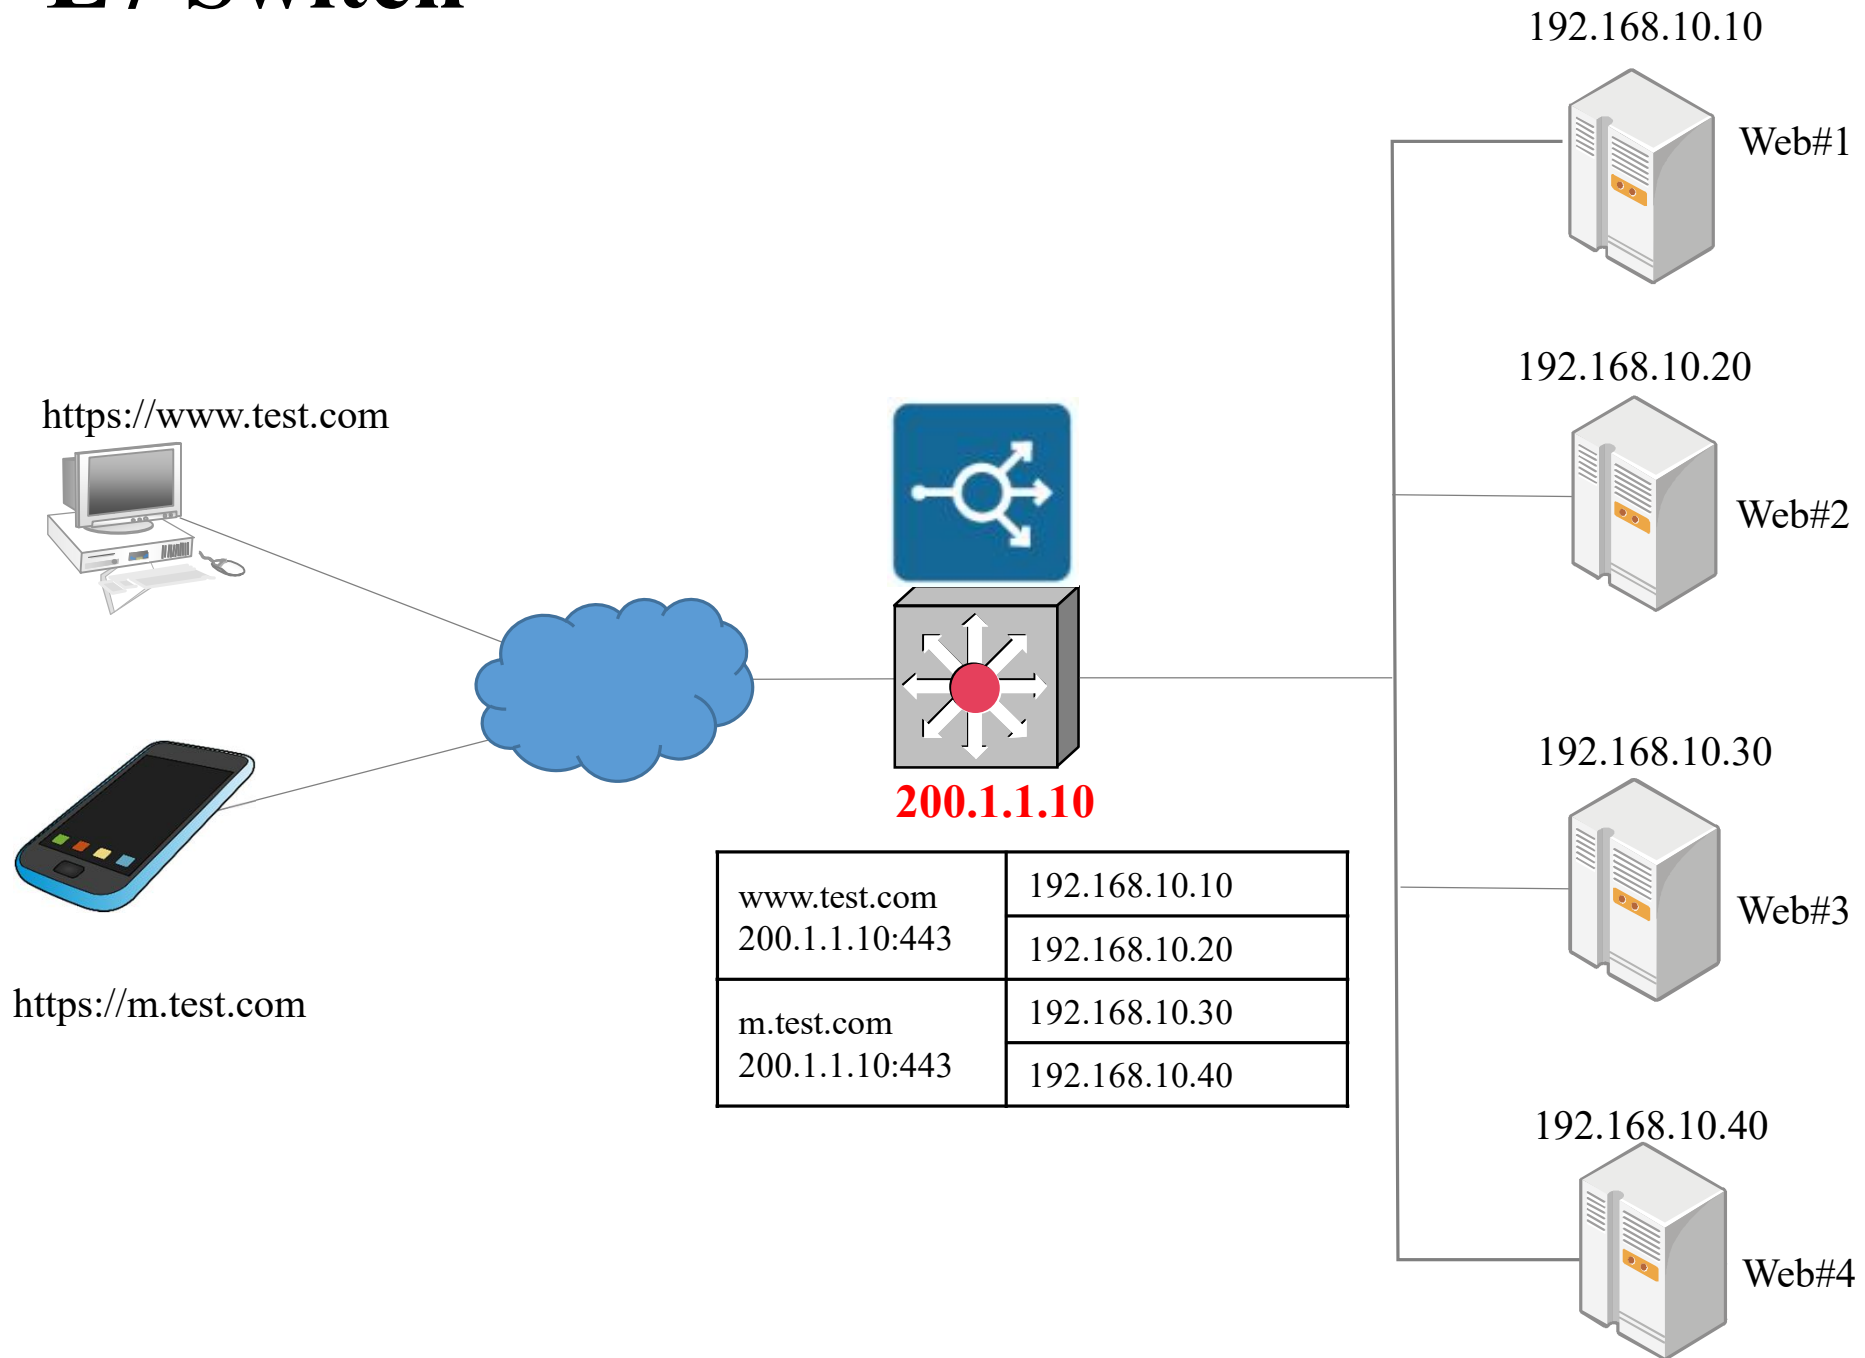 L7 Switch
192.168.10.10
Web#1
192.168.10.20
https://www.test.com
Web#2
192.168.10.30
200.1.1.10
www.test.com
200.1.1.10:443
192.168.10.10
192.168.10.20
Web#3
https://m.test.com
m.test.com
200.1.1.10:443
192.168.10.30
192.168.10.40
192.168.10.40
Web#4